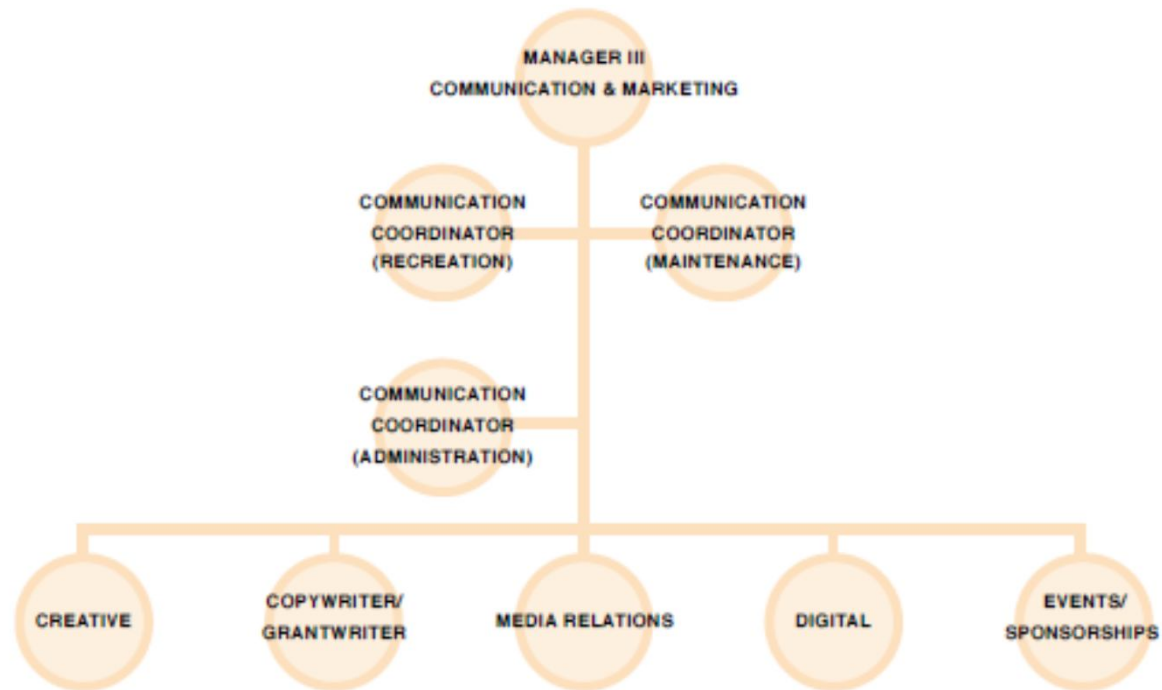 MANAGER III
COMMUNICATION & MARKETING
COMMUNICATION
COORDINATOR
(RECREATION)
COMMUNICATION
COORDINATOR
(MAINTENANCE)
COMMUNICATION
COORDINATOR
(ADMINISTRATION)
CREATIVE
COPYWRITER/
GRANTWRITER
MEDIA RELATIONS
DIGITAL
EVENTS/
SPONSORSHIPS